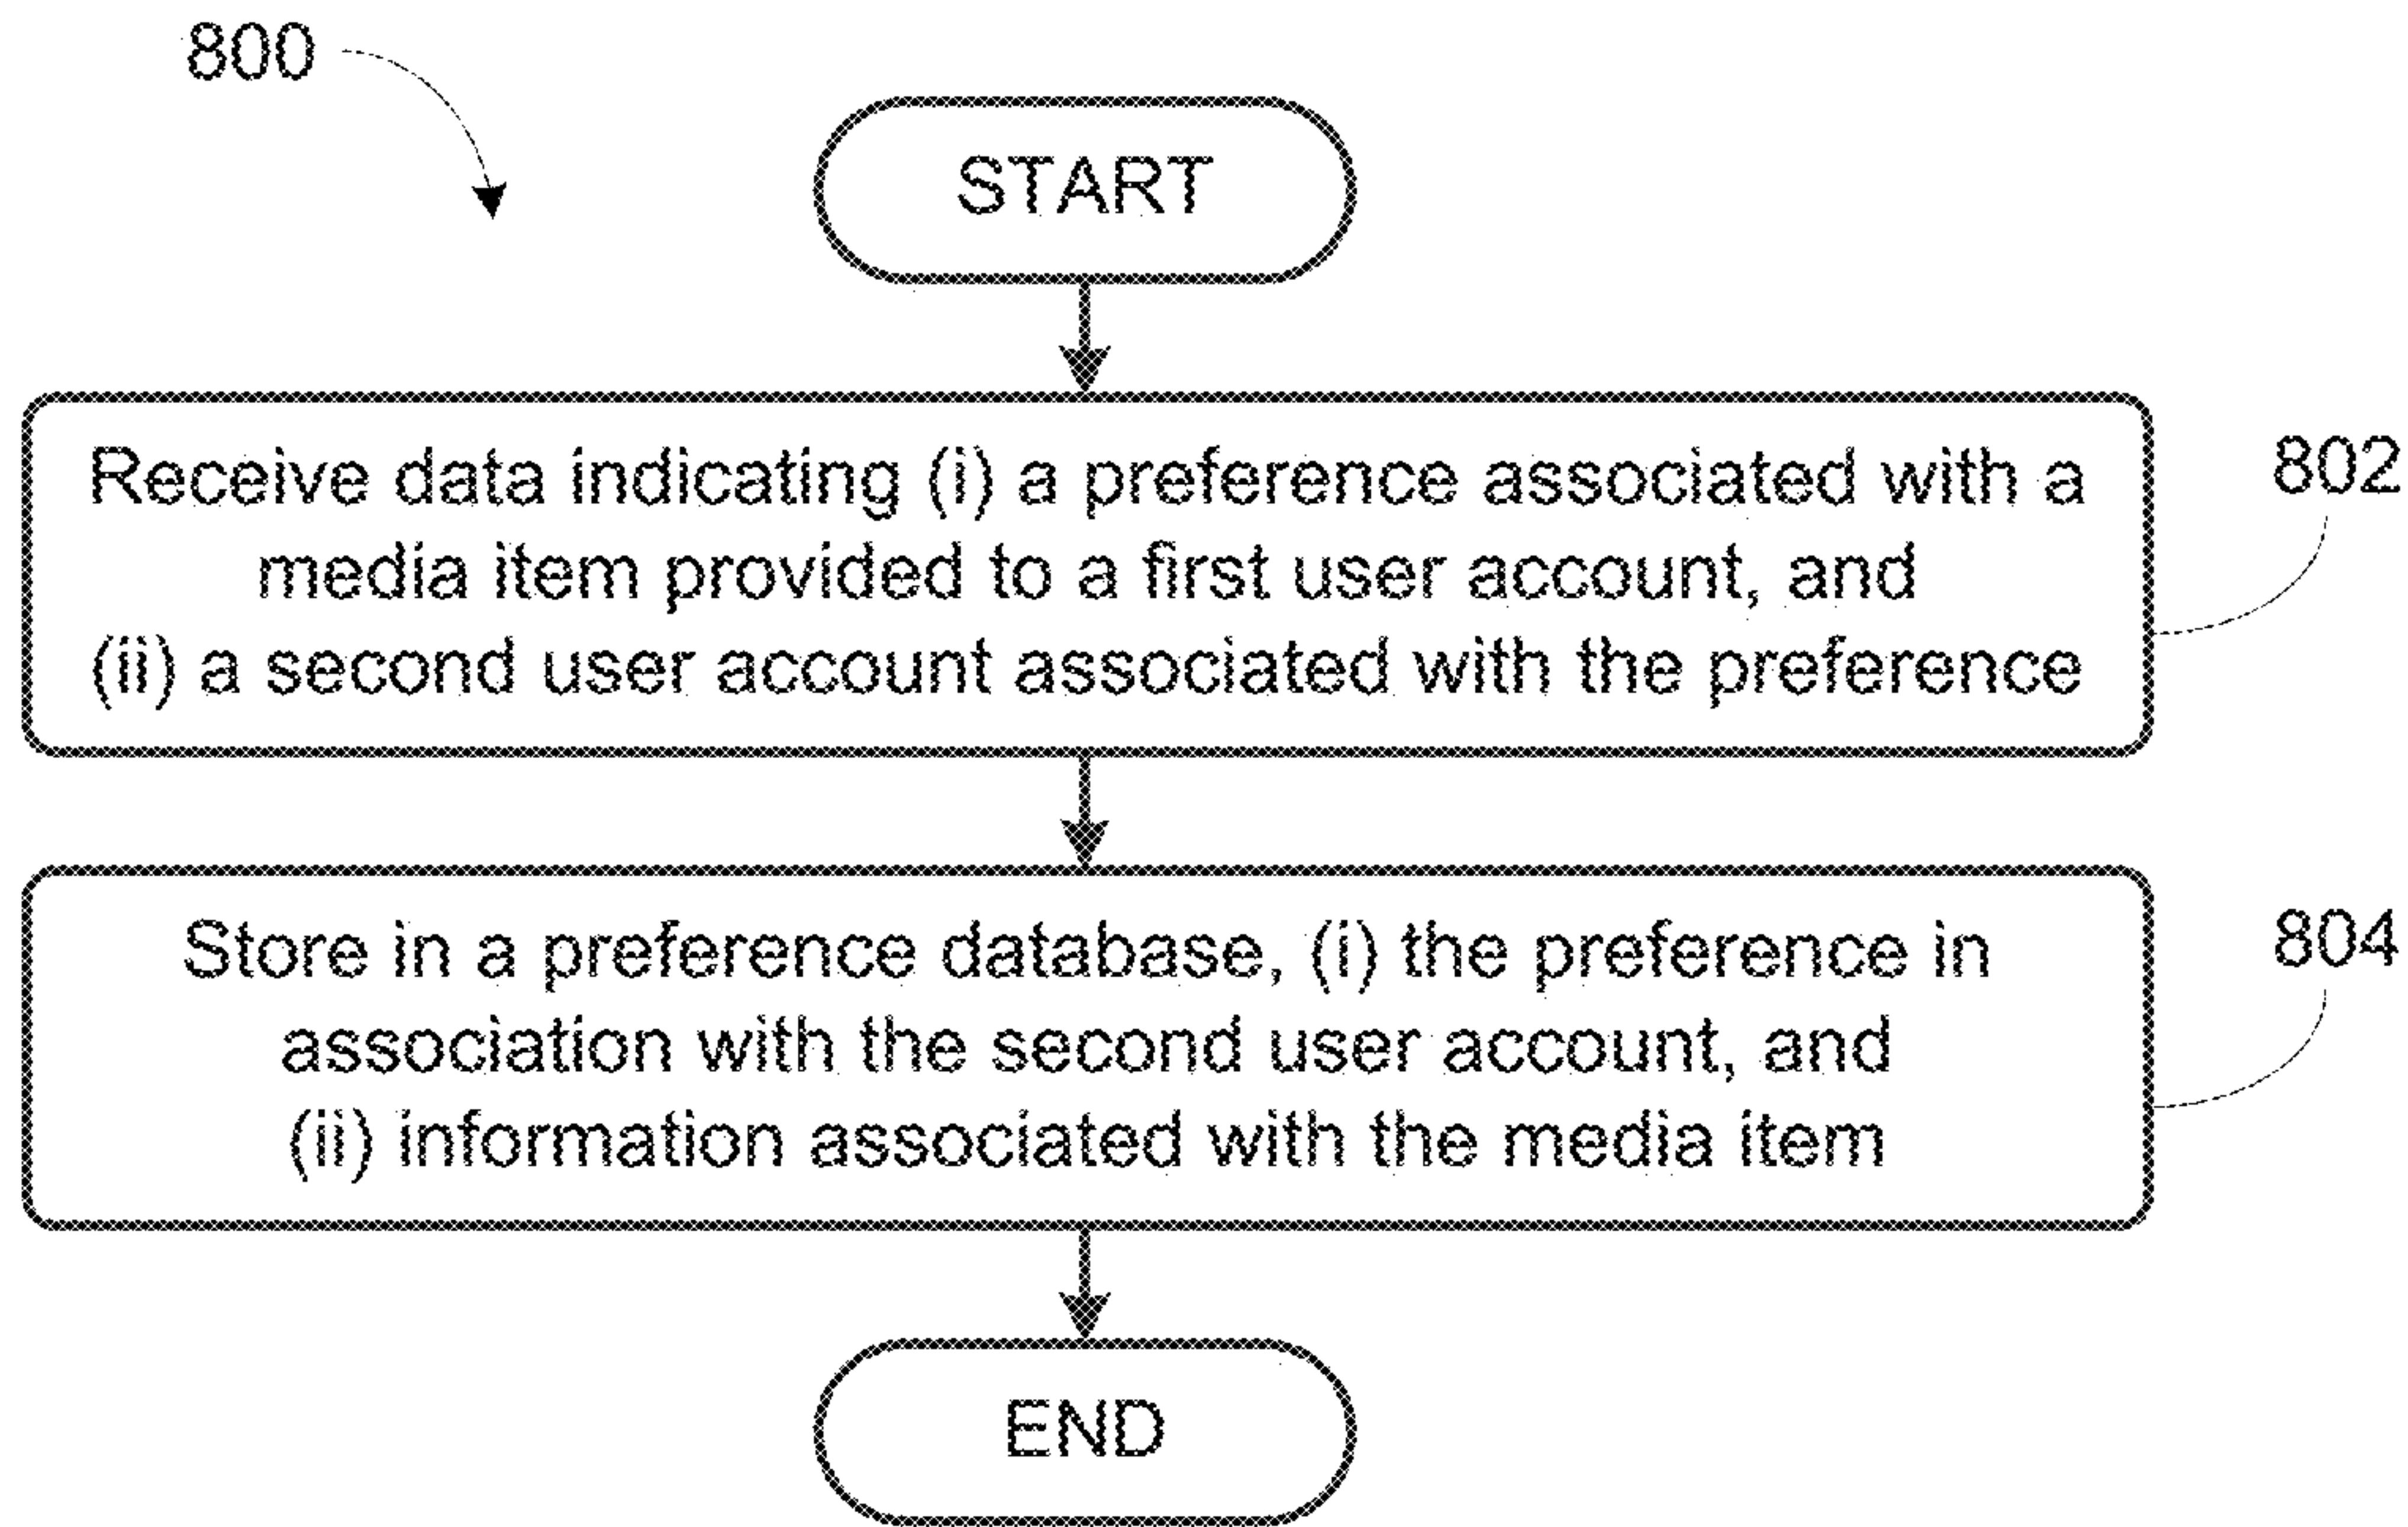 800
START
Receive data indicating (i) a preference associated with a
media item provided to a first user account, and
(ii) a second user account associated with the preference
802
Store in a preference database, (i) the preference in
association with the second user account, and
(ii) information associated with the media item
804
END